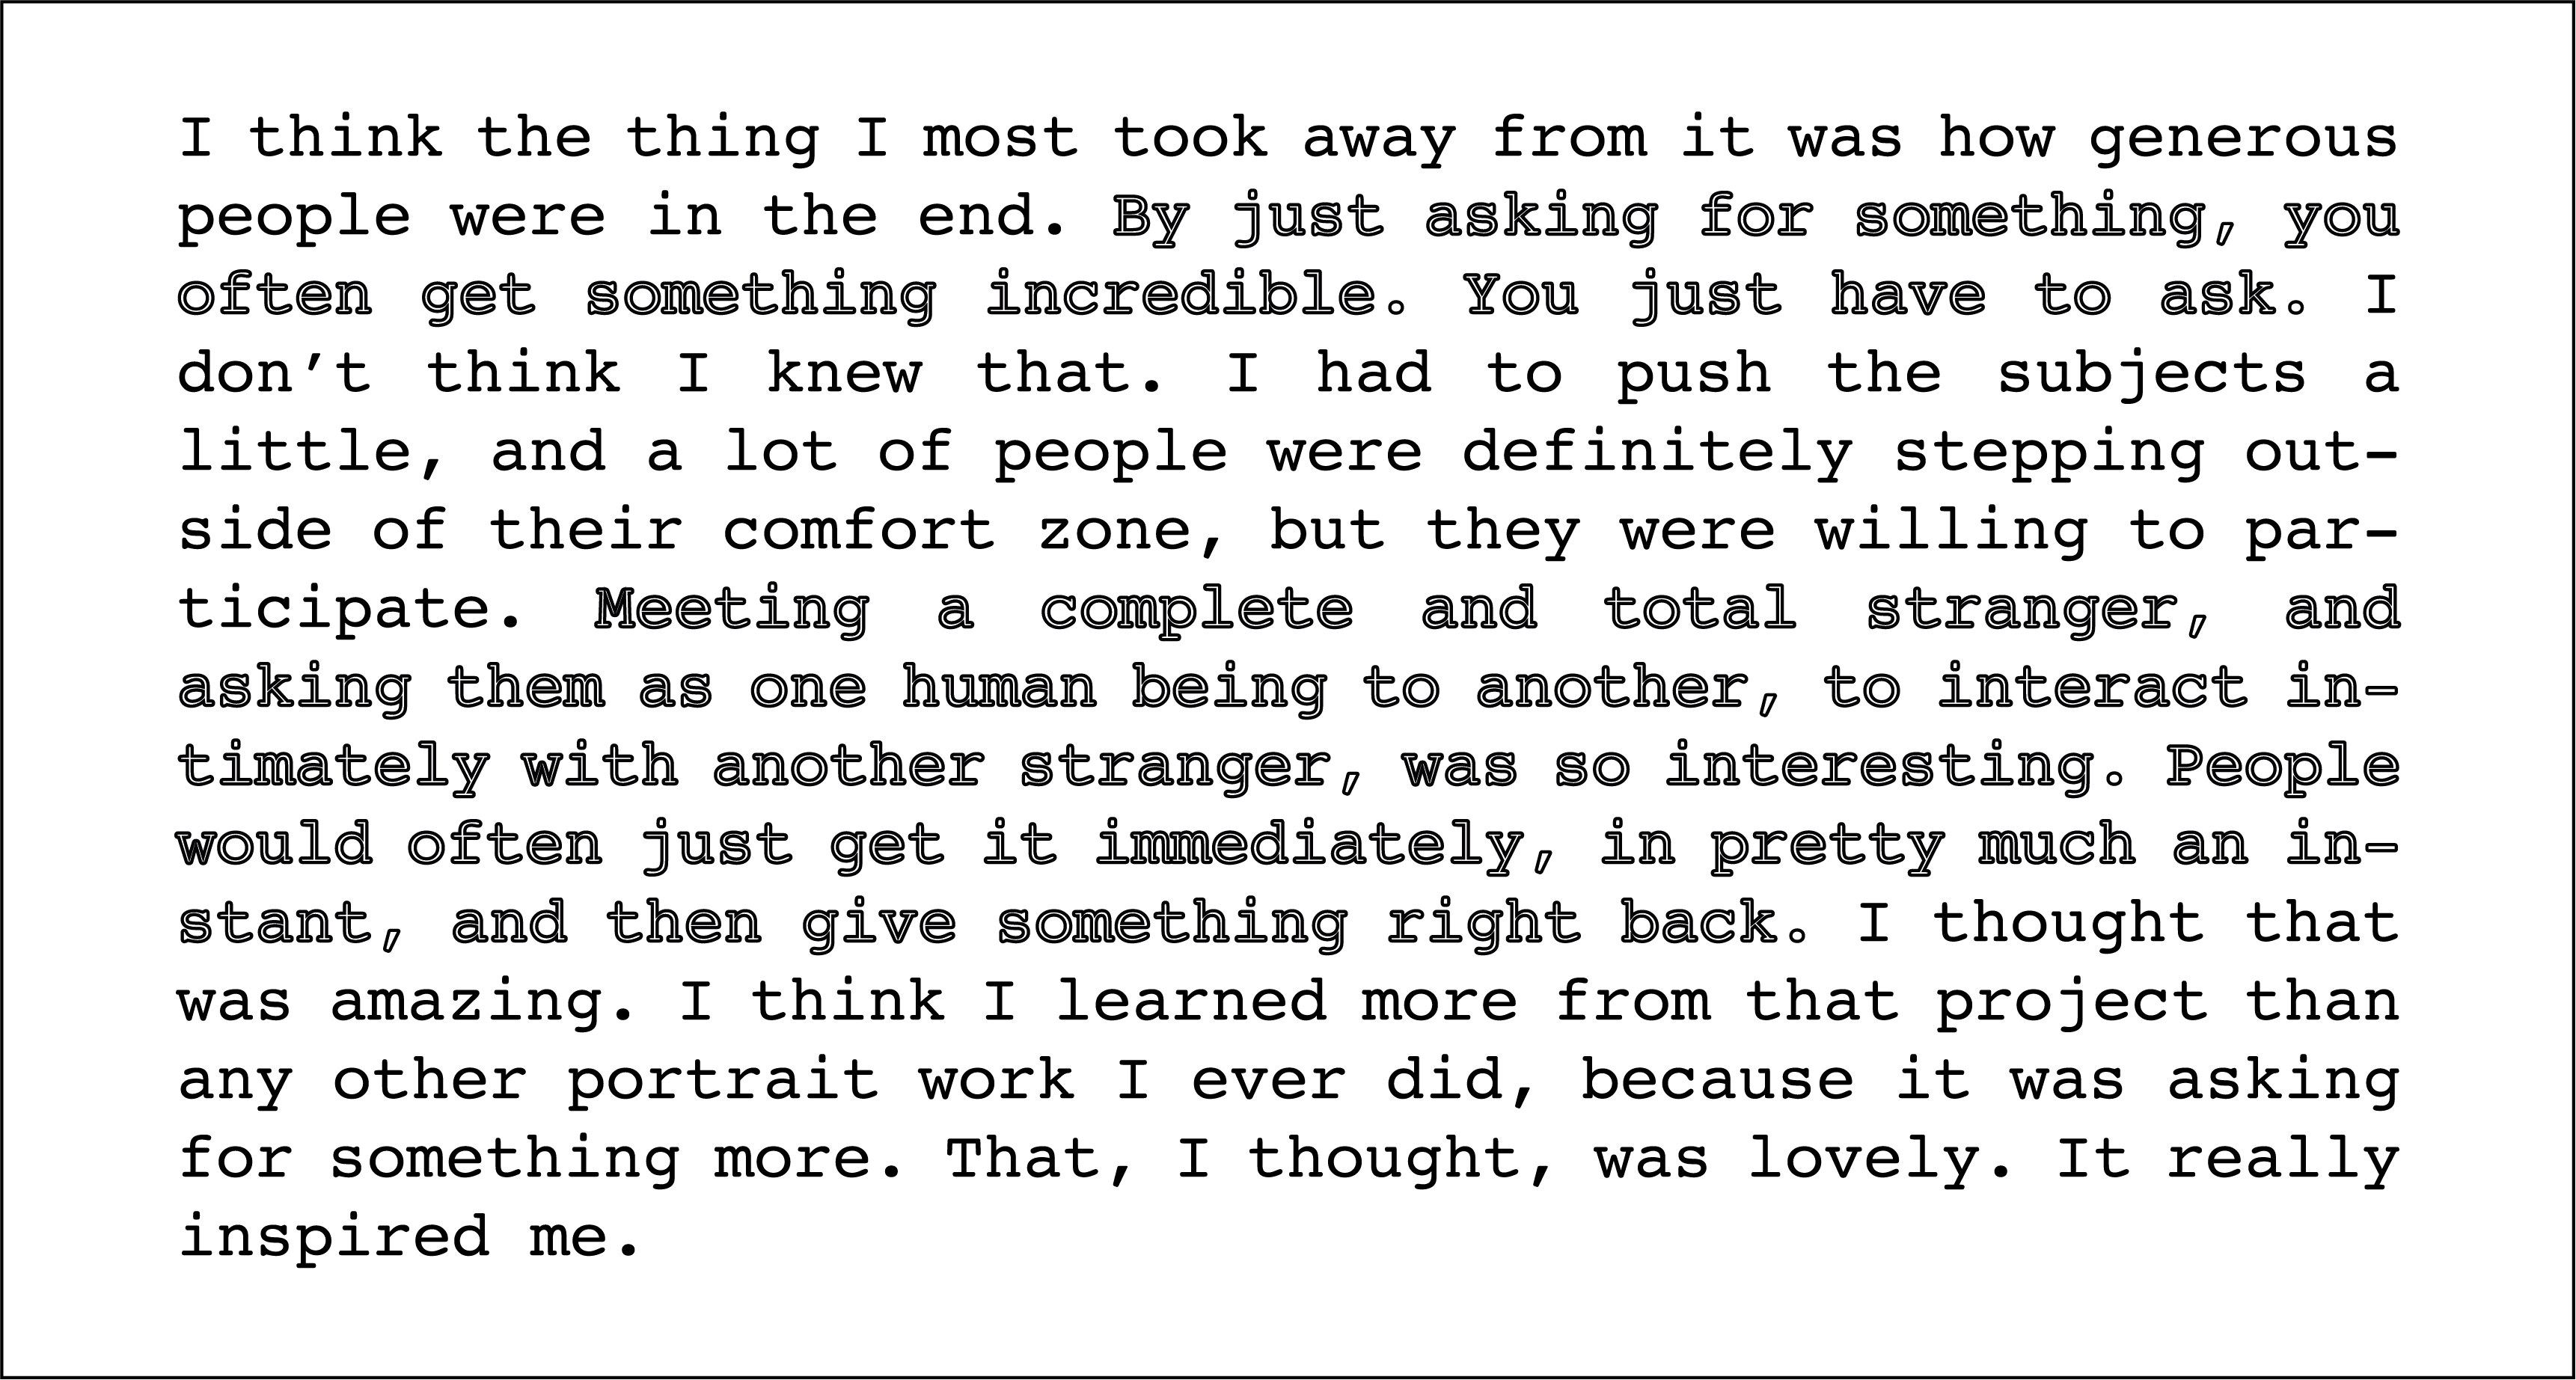 I think the thing I most took away from it was how generous
people were in the end. By just asking for something, you
often get something incredible. You just have to ask. I
don’t think I knew that. I had to push the subjects a
little, and a lot of people were definitely stepping out-
side of their comfort zone, but they were willing to par-
ticipate. Meeting a complete and total stranger, and
asking them as one human being to another, to interact in-
timately with another stranger, was so interesting. People
would often just get it immediately, in pretty much an in-
stant, and then give something right back. I thought that
was amazing. I think I learned more from that project than
any other portrait work I ever did, because it was asking
for something more. That, I thought, was lovely. It really
inspired me.